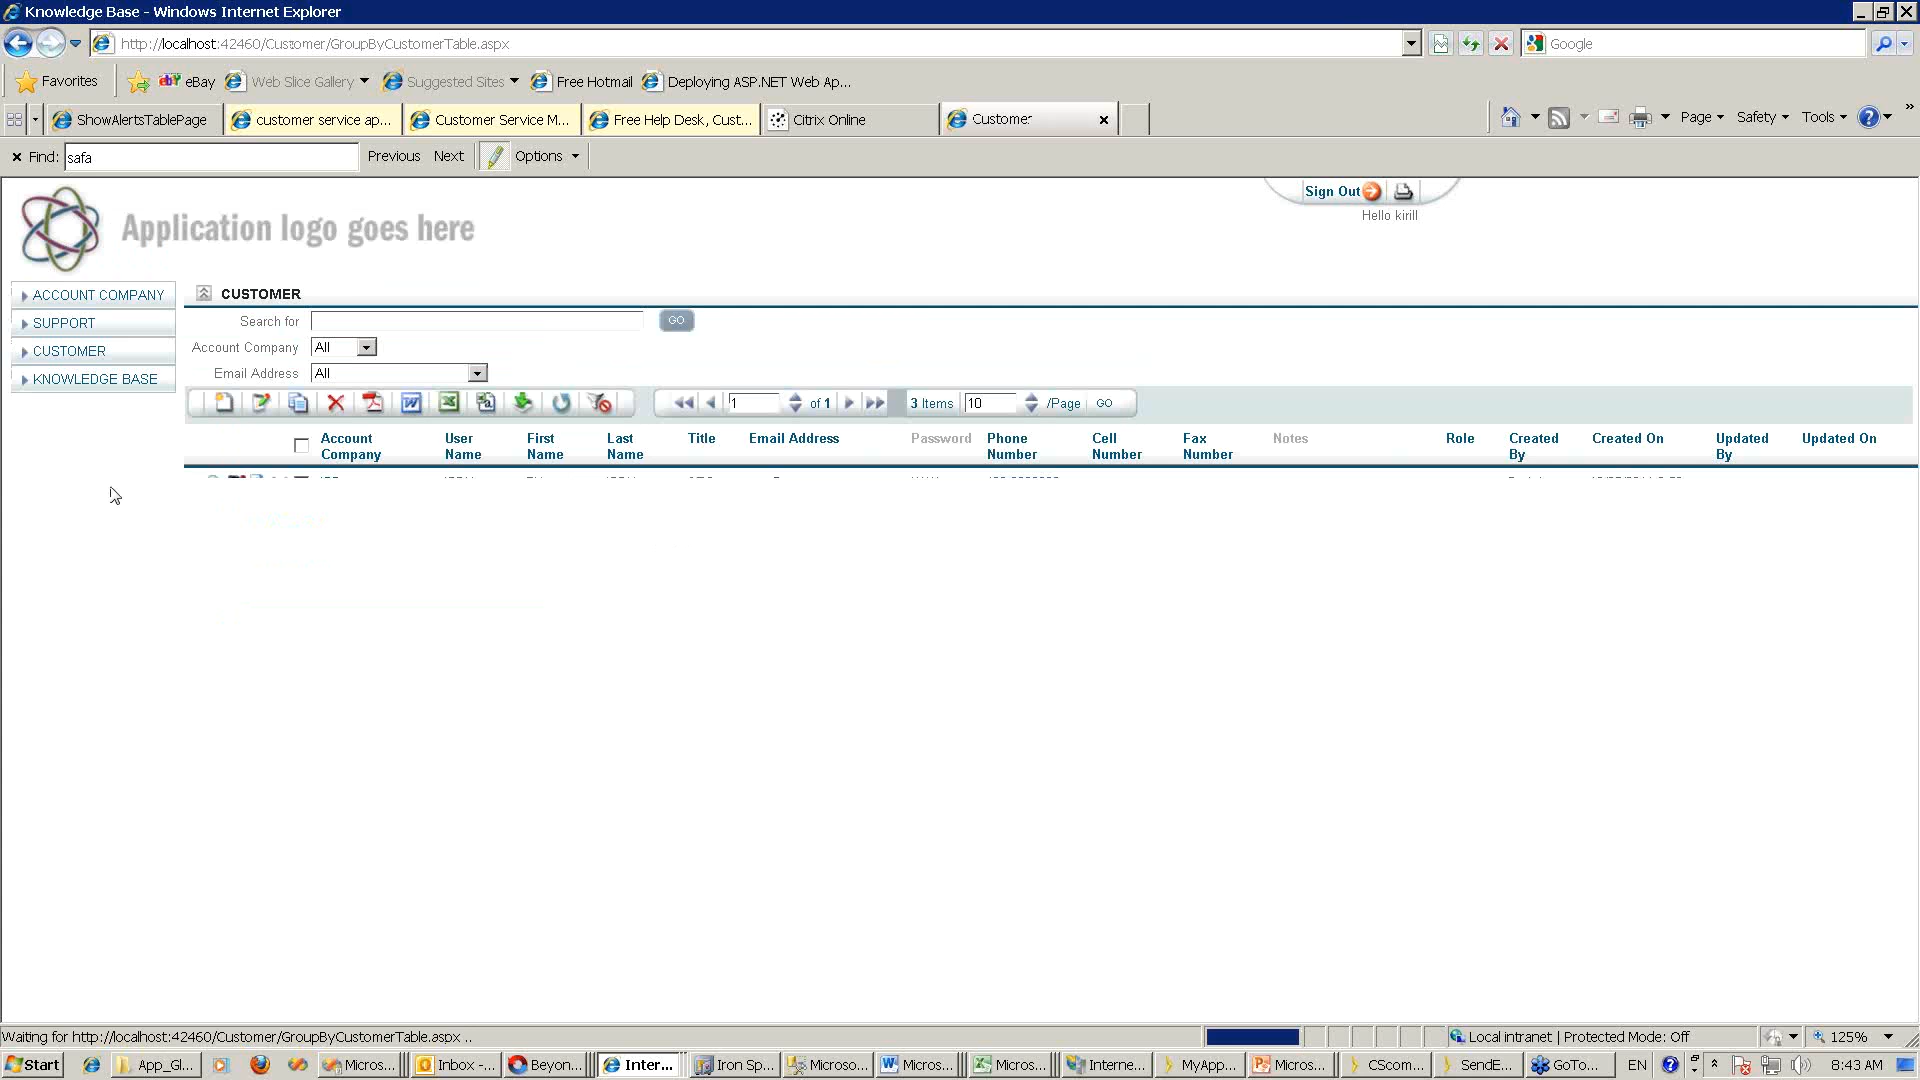 Knowledge Base - Windows Internet Explorer
http://localhost:42460/Customer/GroupByCustomerTable.aspx
Google
Favorites
eBay
Web Slice Gallery
Suggested Sites
Free Hotmail
Deploying ASP.NET Web Ap...
ShowAlertsTablePage
customer service ap...
Customer Service M...
Free Help Desk, Cust...
Citrix Online
Customer
Page
Safety
Tools
Find: safa
Previous
Next
Options
Sign Out
Hello kirill
Application logo goes here
ACCOUNT COMPANY
SUPPORT
CUSTOMER
KNOWLEDGE BASE
CUSTOMER
Search for
GO
Account Company
All
Email Address
All
1 of 1
3 Items 10 /Page GO
Account Company
User Name
First Name
Last Name
Title
Email Address
Password
Phone Number
Cell Number
Fax Number
Notes
Role
Created By
Created On
Updated By
Updated On
Waiting for http://localhost:42460/Customer/GroupByCustomerTable.aspx ..
Local intranet | Protected Mode: Off
125%
Start
App_Gl...
Micros...
Inbox -...
Beyon...
Inter...
Iron Sp...
Microso...
Micros...
Micros...
Interne...
MyApp...
Micros...
CScom...
SendE...
GoTo...
EN
8:43 AM